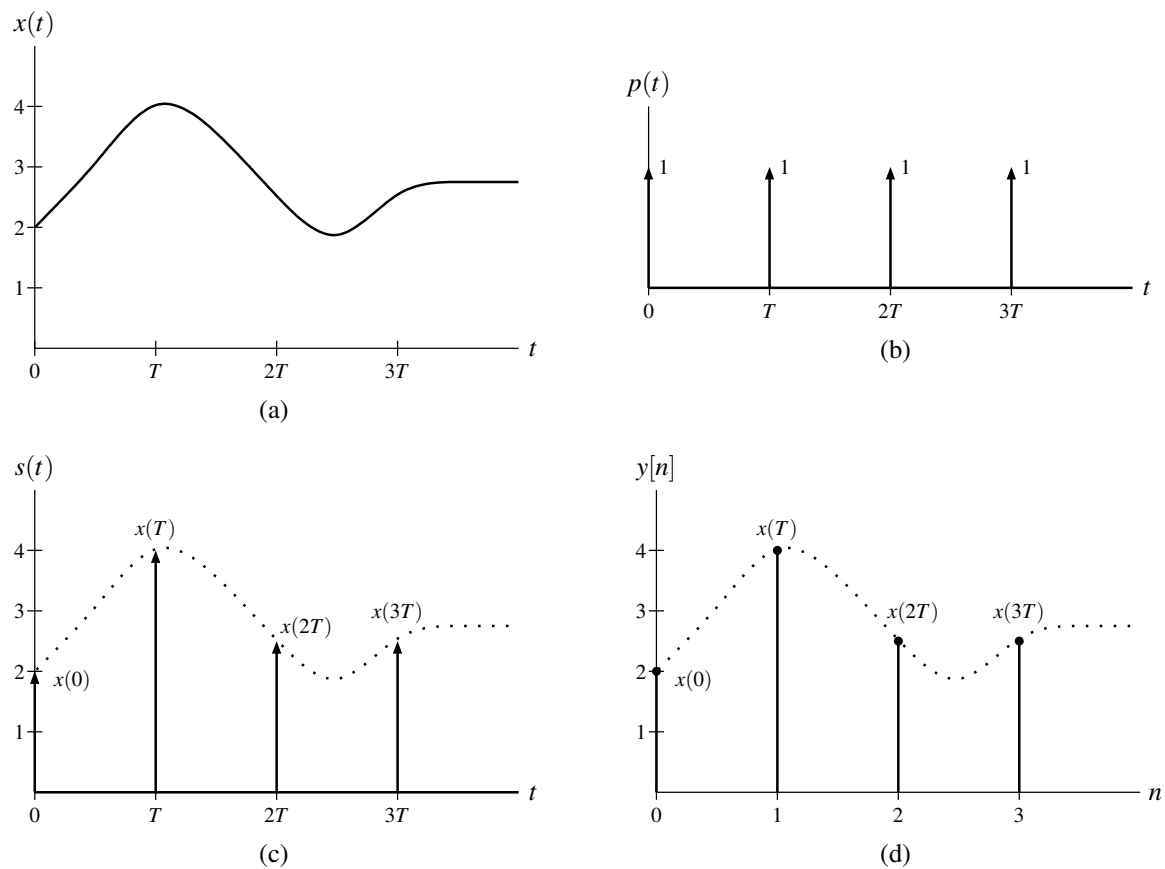 x(t)
4
3
2
1
0 T 2T 3T t
(a)
p(t)
1 1 1 1
0 T 2T 3T t
(b)
s(t)
4
3
2
1
x(0) x(T) x(2T) x(3T)
0 T 2T 3T t
(c)
y[n]
4
3
2
1
x(0) x(T) x(2T) x(3T)
0 1 2 3 n
(d)